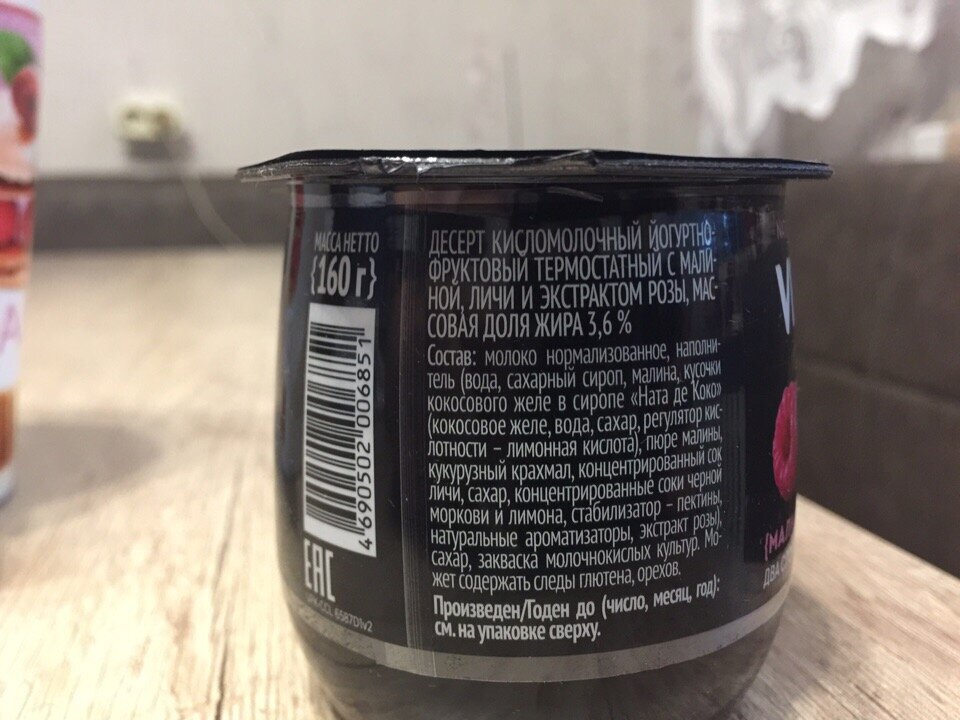 МАССА НЕТТО
{160 г}
4 690502 006851
EAC
ДЕСЕРТ КИСЛОМОЛОЧНЫЙ ЙОГУРТНО-
ФРУКТОВЫЙ ТЕРМОСТАТНЫЙ С МАЛИ-
НОЙ, ЛИЧИ И ЭКСТРАКТОМ РОЗЫ, МАС-
СОВАЯ ДОЛЯ ЖИРА 3,6 %
Состав: молоко нормализованное, наполни-
тель (вода, сахарный сироп, малина, кусочки
кокосового желе в сиропе «Ната де Коко»
(кокосовое желе, вода, сахар, регулятор кис-
лотности – лимонная кислота), пюре малины,
кукурузный крахмал, концентрированный сок
личи, сахар, концентрированные соки черной
моркови и лимона, стабилизатор – пектины,
натуральные ароматизаторы, экстракт розы),
сахар, закваска молочнокислых культур. Мо-
жет содержать следы глютена, орехов.
Произведен/Годен до (число, месяц, год):
см. на упаковке сверху.